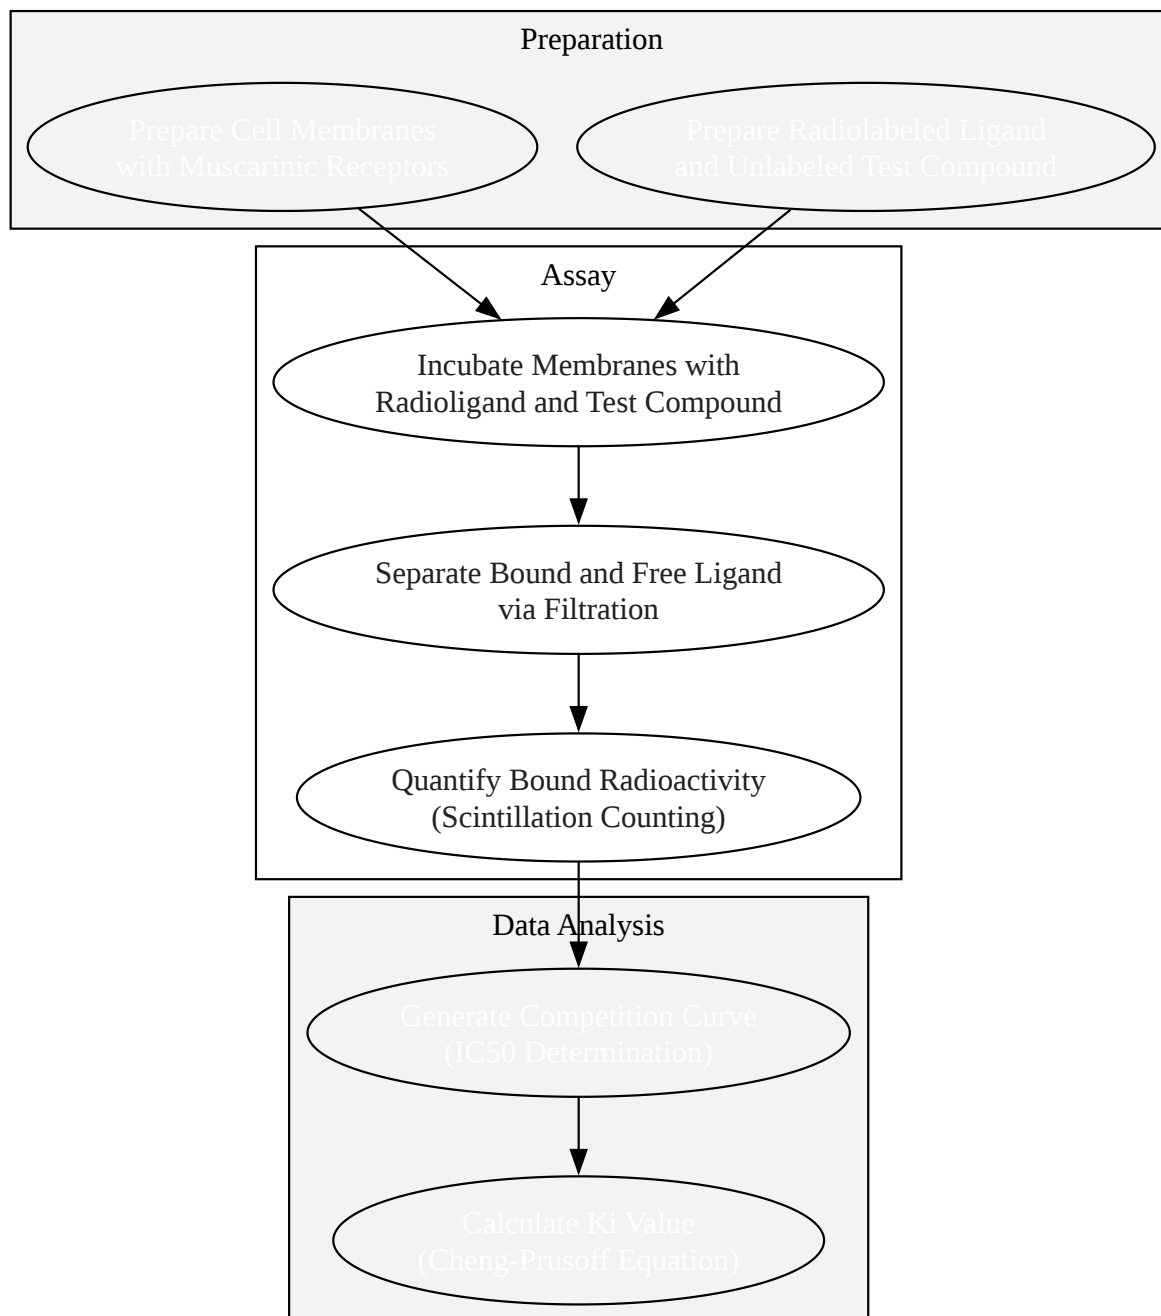 Preparation
Prepare Cell Membranes
with Muscarinic Receptors
Prepare Radiolabeled Ligand
and Unlabeled Test Compound
Assay
Incubate Membranes with
Radioligand and Test Compound
Separate Bound and Free Ligand
via Filtration
Quantify Bound Radioactivity
(Scintillation Counting)
Data Analysis
Generate Competition Curve
(IC50 Determination)
Calculate Ki Value
(Cheng-Prusoff Equation)